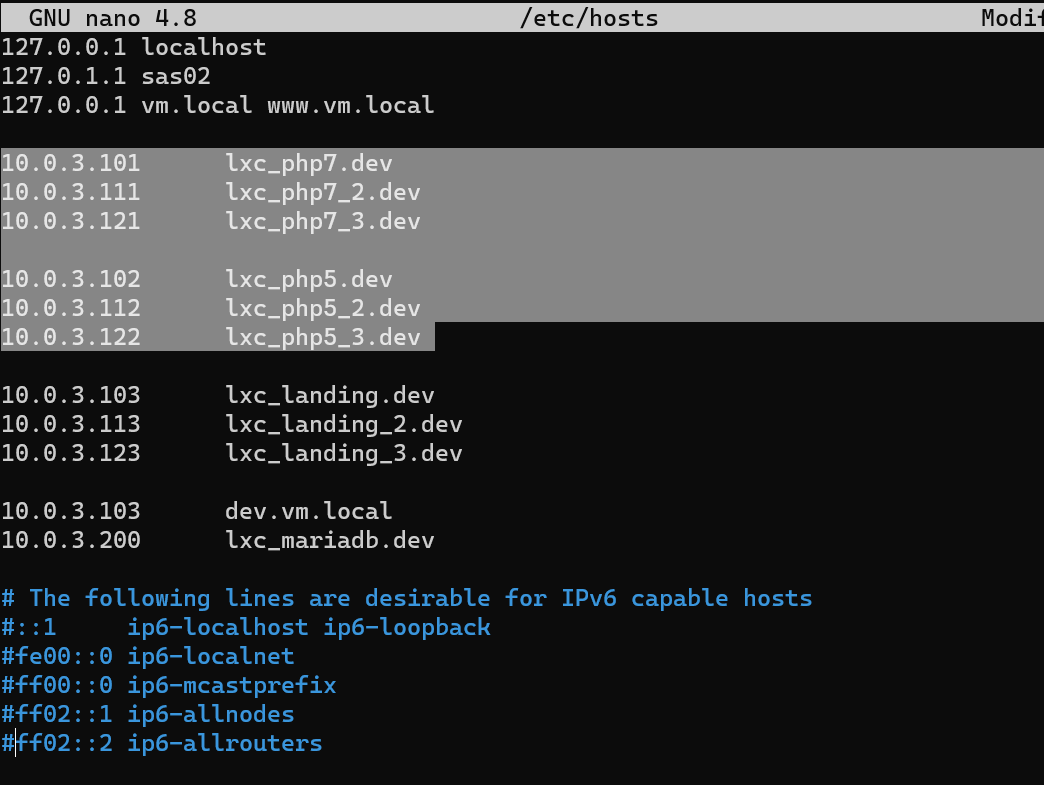 GNU nano 4.8 /etc/hosts Modif
127.0.0.1 localhost
127.0.1.1 sas02
127.0.0.1 vm.local www.vm.local
10.0.3.101 lxc_php7.dev
10.0.3.111 lxc_php7_2.dev
10.0.3.121 lxc_php7_3.dev
10.0.3.102 lxc_php5.dev
10.0.3.112 lxc_php5_2.dev
10.0.3.122 lxc_php5_3.dev
10.0.3.103 lxc_landing.dev
10.0.3.113 lxc_landing_2.dev
10.0.3.123 lxc_landing_3.dev
10.0.3.103 dev.vm.local
10.0.3.200 lxc_mariadb.dev
# The following lines are desirable for IPv6 capable hosts
#::1 ip6-localhost ip6-loopback
#fe00::0 ip6-localnet
#ff00::0 ip6-mcastprefix
#ff02::1 ip6-allnodes
#ff02::2 ip6-allrouters